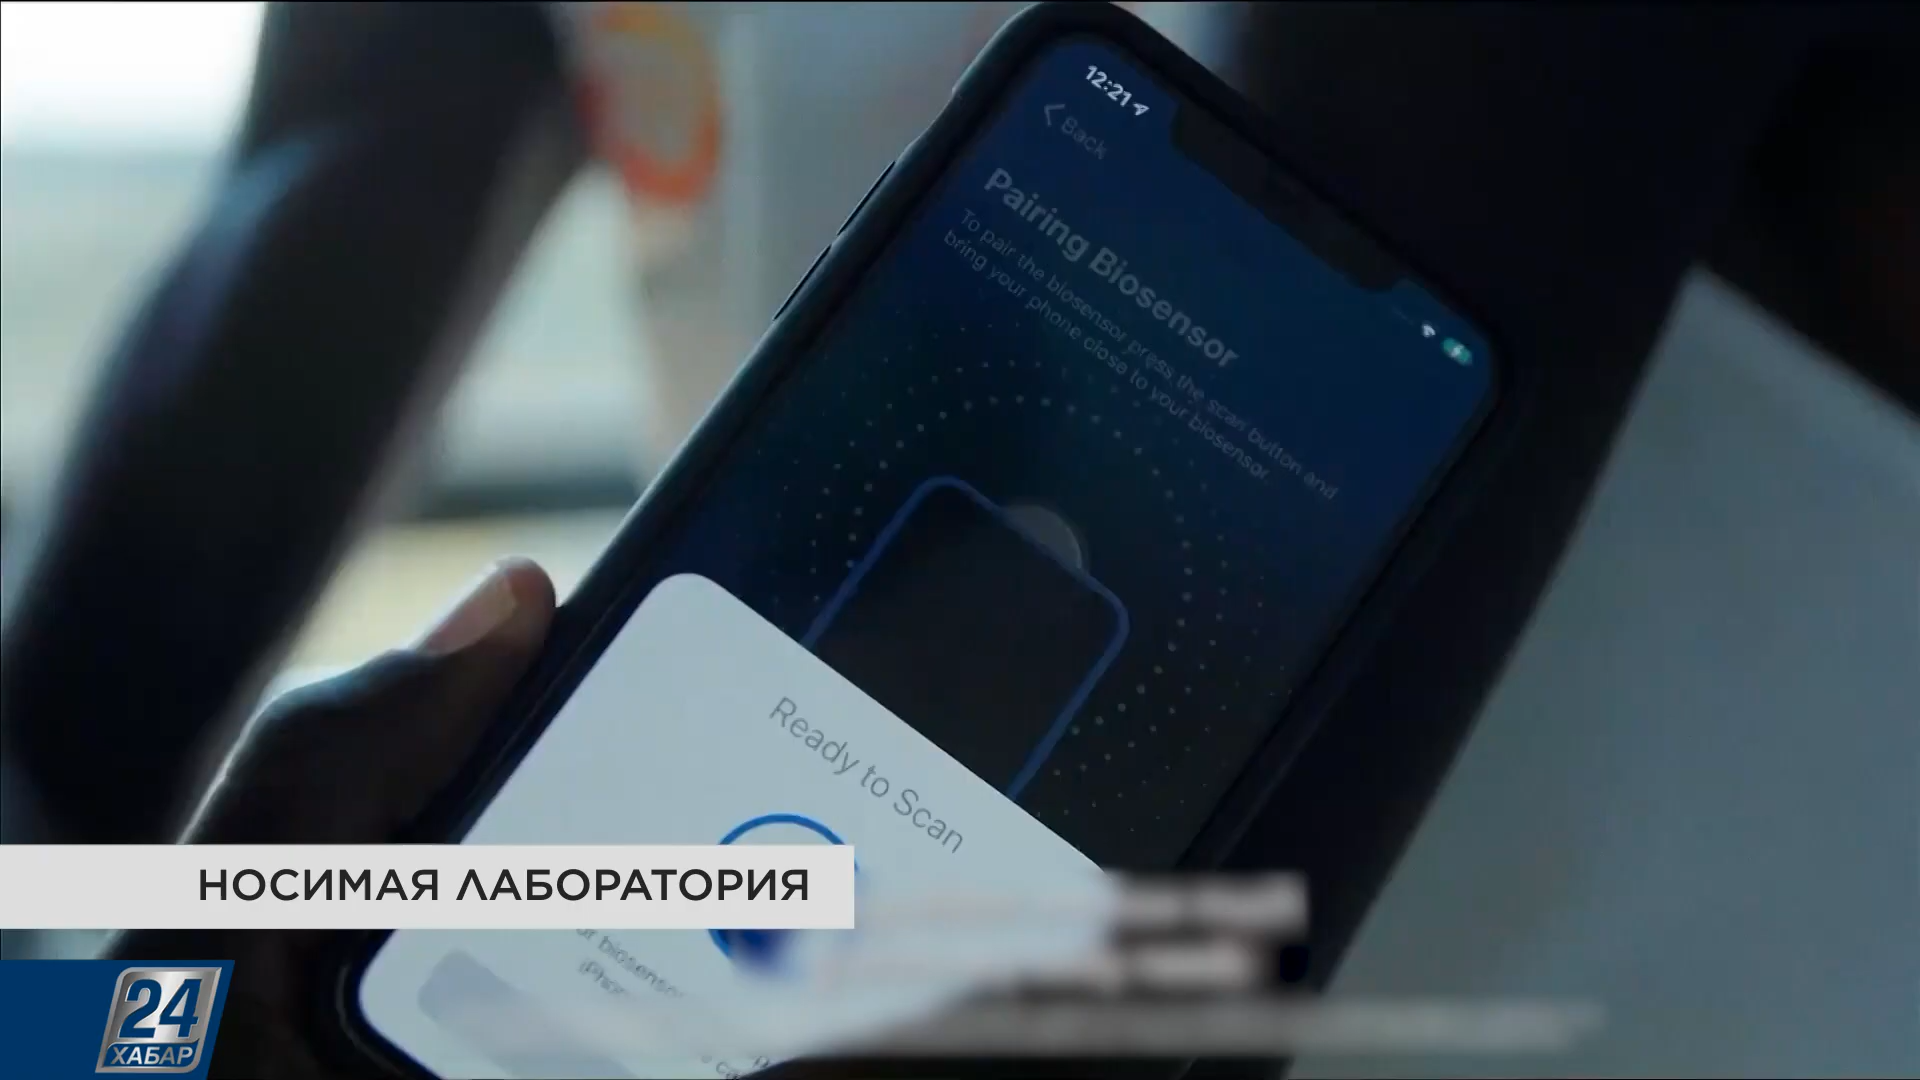 12:21
Back
Pairing Biosensor
To pair the biosensor press the scan button and
bring your phone close to your biosensor.
Ready to Scan
biosensor
НОСИМАЯ ЛАБОРАТОРИЯ
24
ХАБАР